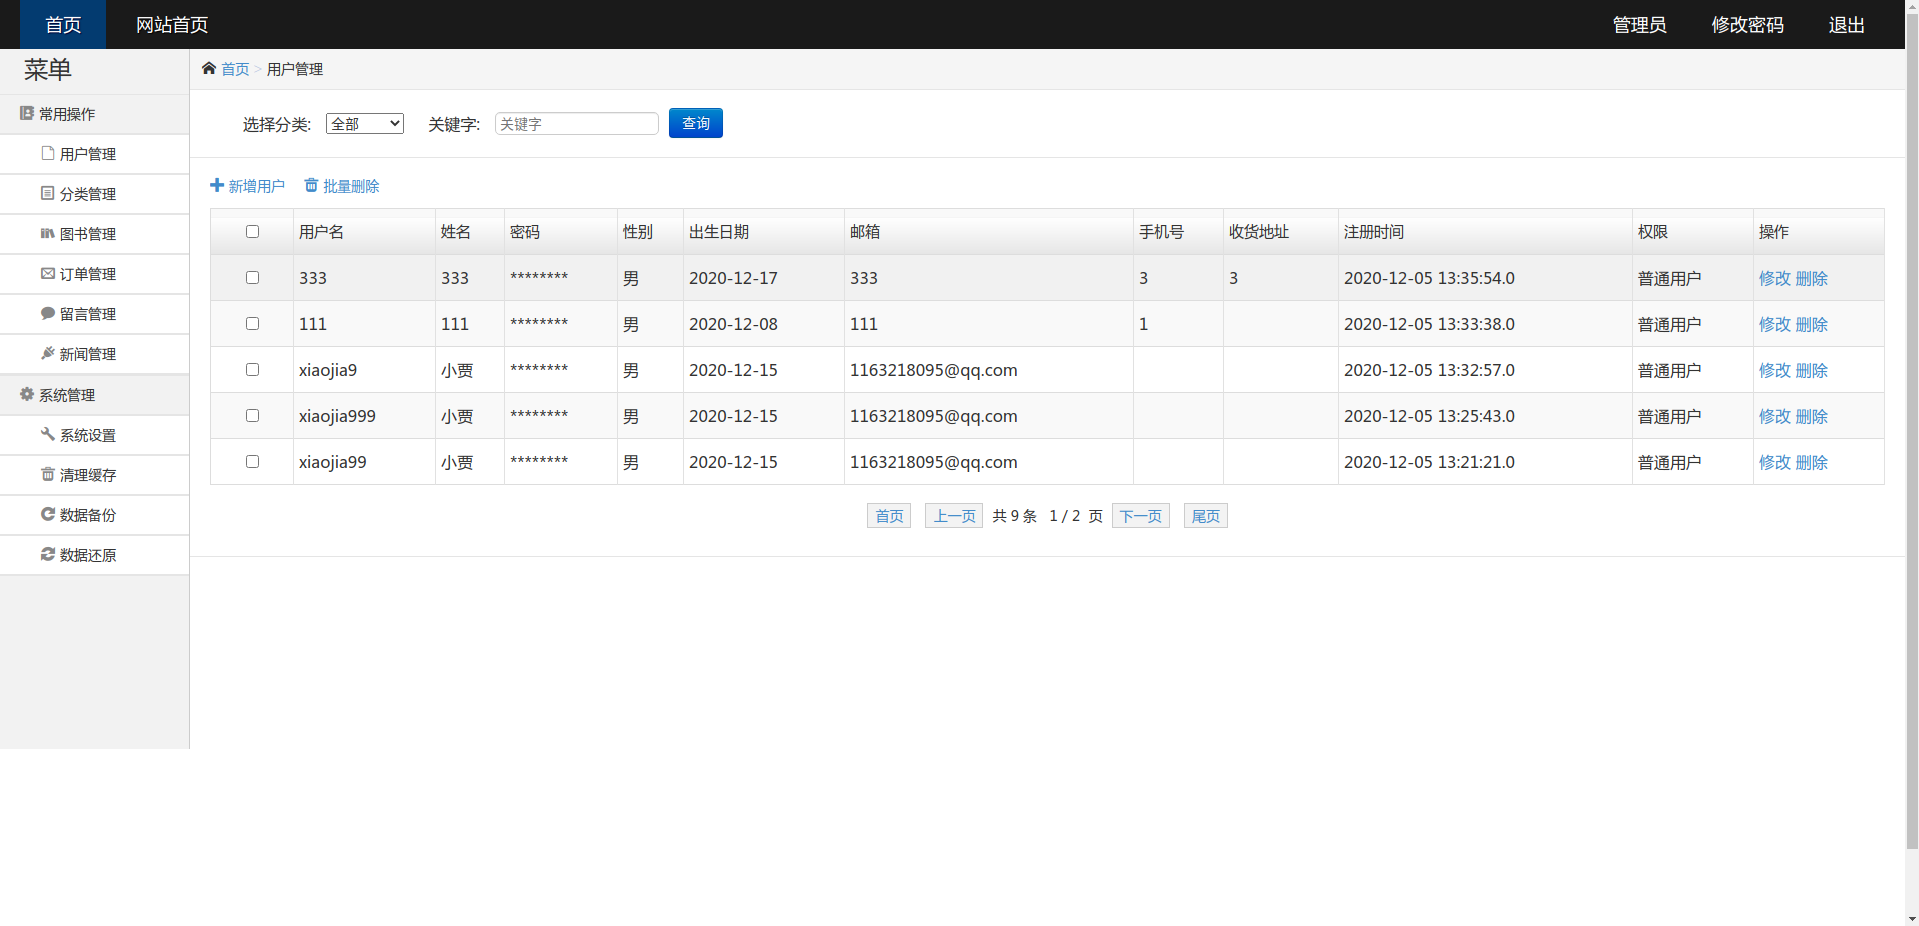 首页 网站首页 管理员 修改密码 退出
菜单
首页 > 用户管理
常用操作
用户管理
分类管理
图书管理
订单管理
留言管理
新闻管理
系统管理
系统设置
清理缓存
数据备份
数据还原
选择分类: 全部 关键字: 关键字 查询
新增用户 批量删除
用户名 姓名 密码 性别 出生日期 邮箱 手机号 收货地址 注册时间 权限 操作
333 333 ******** 男 2020-12-17 333 3 3 2020-12-05 13:35:54.0 普通用户 修改 删除
111 111 ******** 男 2020-12-08 111 1 2020-12-05 13:33:38.0 普通用户 修改 删除
xiaojia9 小贾 ******** 男 2020-12-15 1163218095@qq.com 2020-12-05 13:32:57.0 普通用户 修改 删除
xiaojia999 小贾 ******** 男 2020-12-15 1163218095@qq.com 2020-12-05 13:25:43.0 普通用户 修改 删除
xiaojia99 小贾 ******** 男 2020-12-15 1163218095@qq.com 2020-12-05 13:21:21.0 普通用户 修改 删除
首页 上一页 共 9 条 1 / 2 页 下一页 尾页